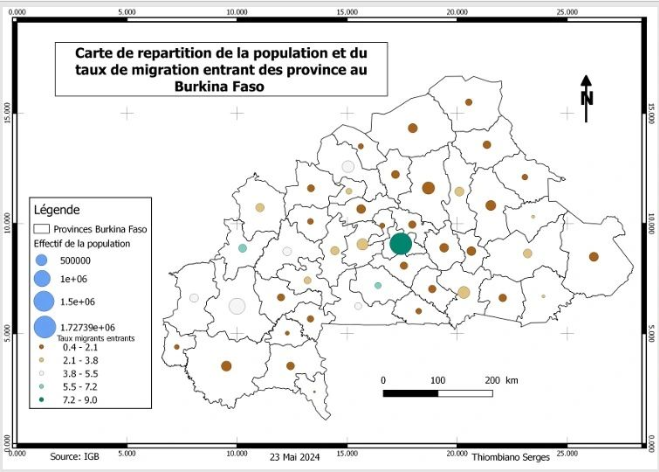 0.000 5.000 10.000 15.000 20.000 25.000
Carte de repartition de la population et du
taux de migration entrant des province au
Burkina Faso
N
15.000 15.000
10.000 10.000
5.000 5.000
0.000 0.000
Légende
Provinces Burkina Faso
Effectif de la population
500000
1e+06
1.5e+06
1.72739e+06
Taux migrants entrants
0.4 - 2.1
2.1 - 3.8
3.8 - 5.5
5.5 - 7.2
7.2 - 9.0
0 100 200 km
Source: IGB 23 Mai 2024 Thiombiano Serges
0.000 5.000 10.000 15.000 20.000 25.000